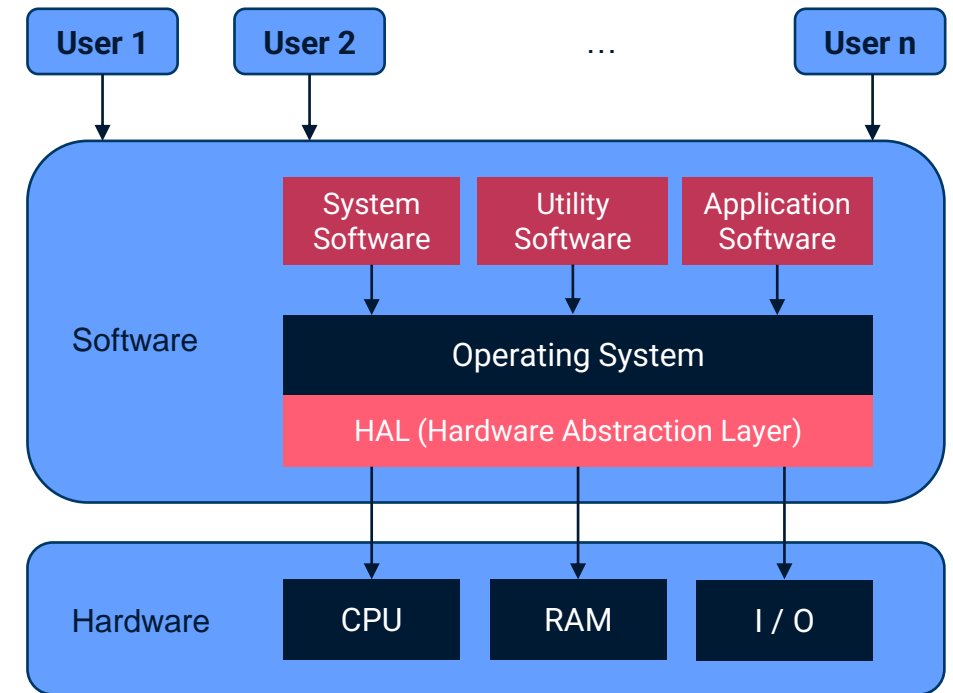 User 1
User 2
...
User n
System
Software
Utility
Software
Application
Software
Software
Operating System
HAL (Hardware Abstraction Layer)
Hardware
CPU
RAM
I / O